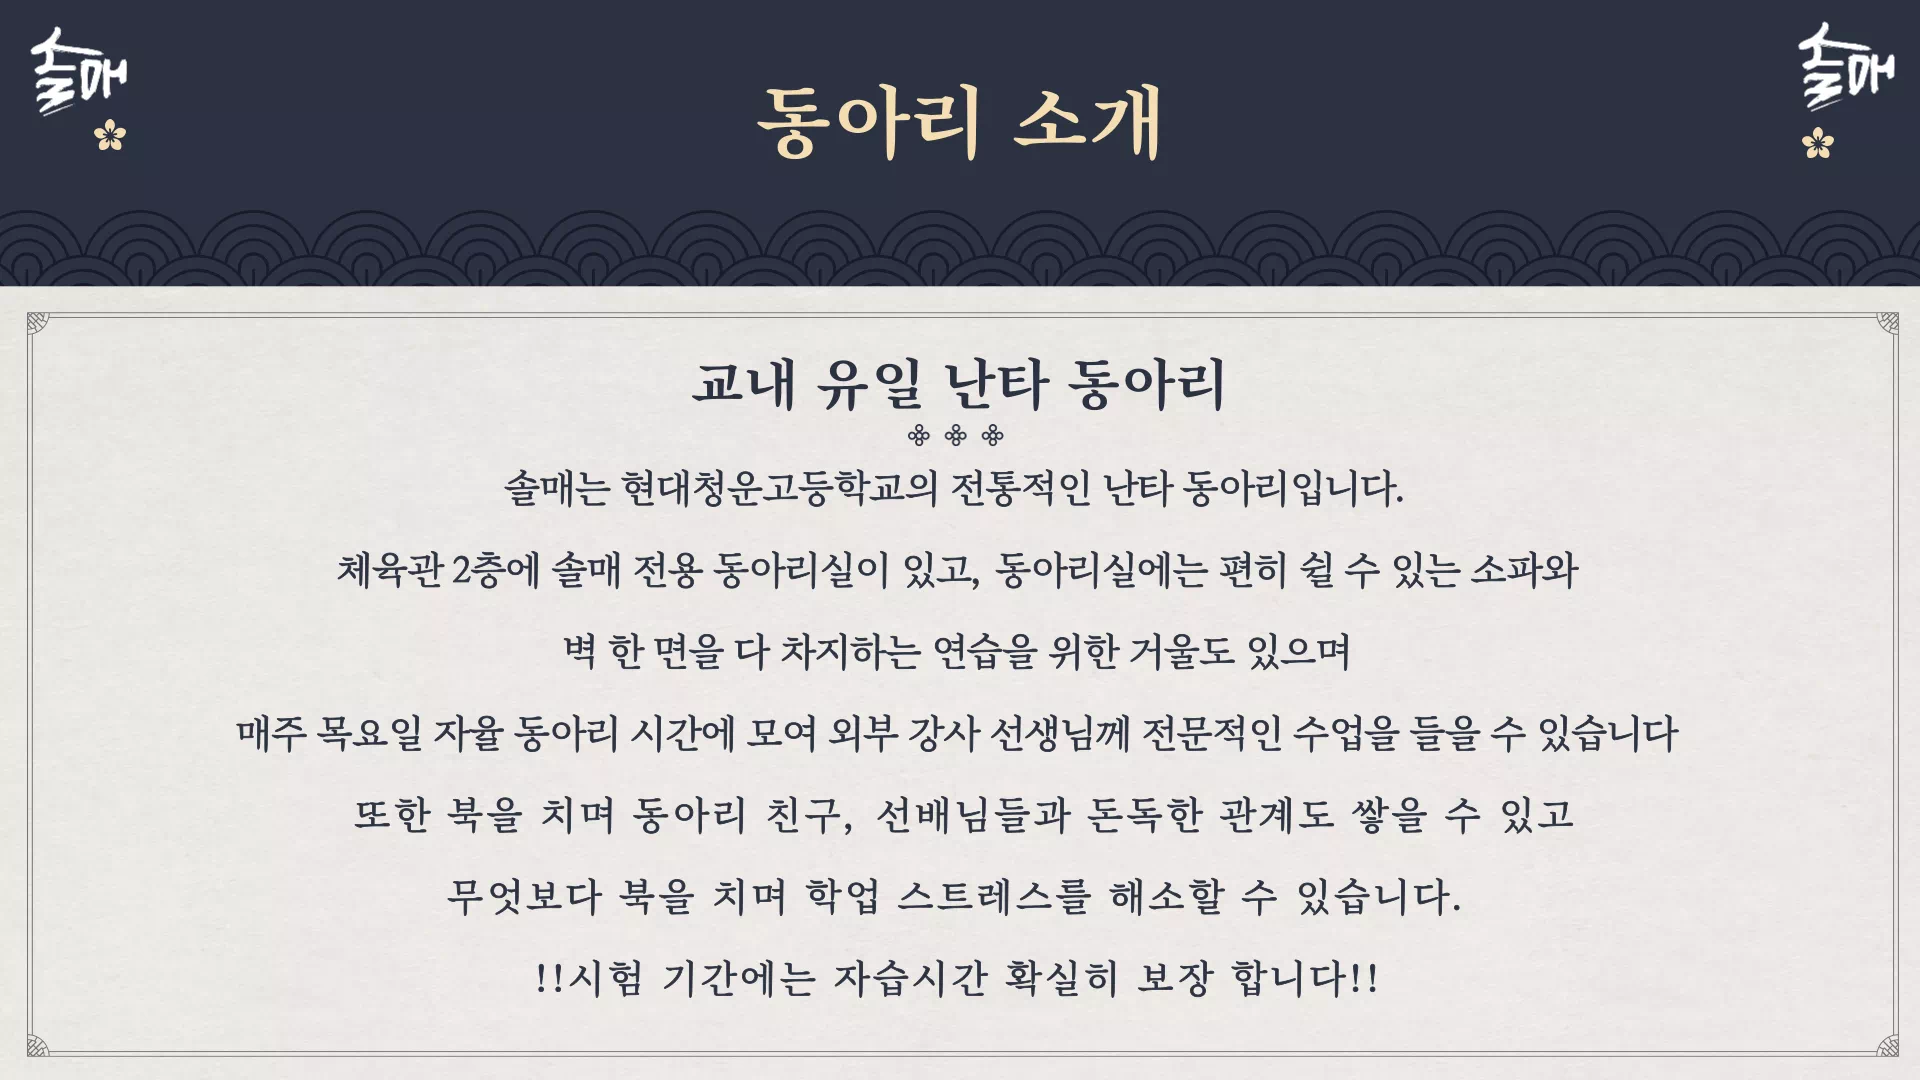 솔매
솔매
동아리 소개
교내 유일 난타 동아리
솔매는 현대청운고등학교의 전통적인 난타 동아리입니다.
체육관 2층에 솔매 전용 동아리실이 있고, 동아리실에는 편히 쉴 수 있는 소파와
벽 한 면을 다 차지하는 연습을 위한 거울도 있으며
매주 목요일 자율 동아리 시간에 모여 외부 강사 선생님께 전문적인 수업을 들을 수 있습니다
또한 북을 치며 동아리 친구, 선배님들과 돈독한 관계도 쌓을 수 있고
무엇보다 북을 치며 학업 스트레스를 해소할 수 있습니다.
!!시험 기간에는 자습시간 확실히 보장 합니다!!